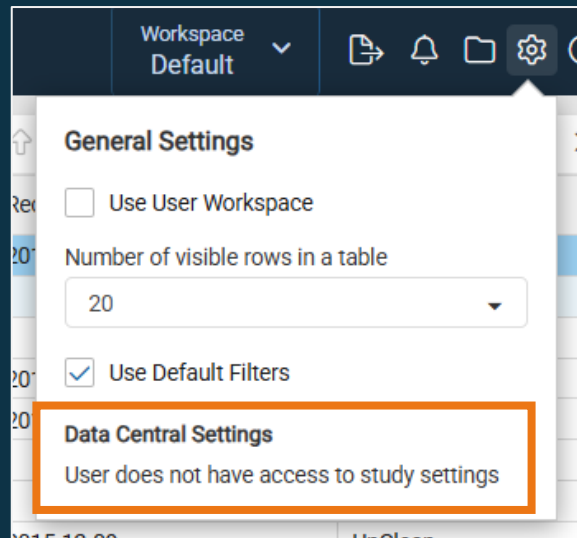 Workspace
Default
General Settings
Use User Workspace
Number of visible rows in a table
20
Use Default Filters
Data Central Settings
User does not have access to study settings